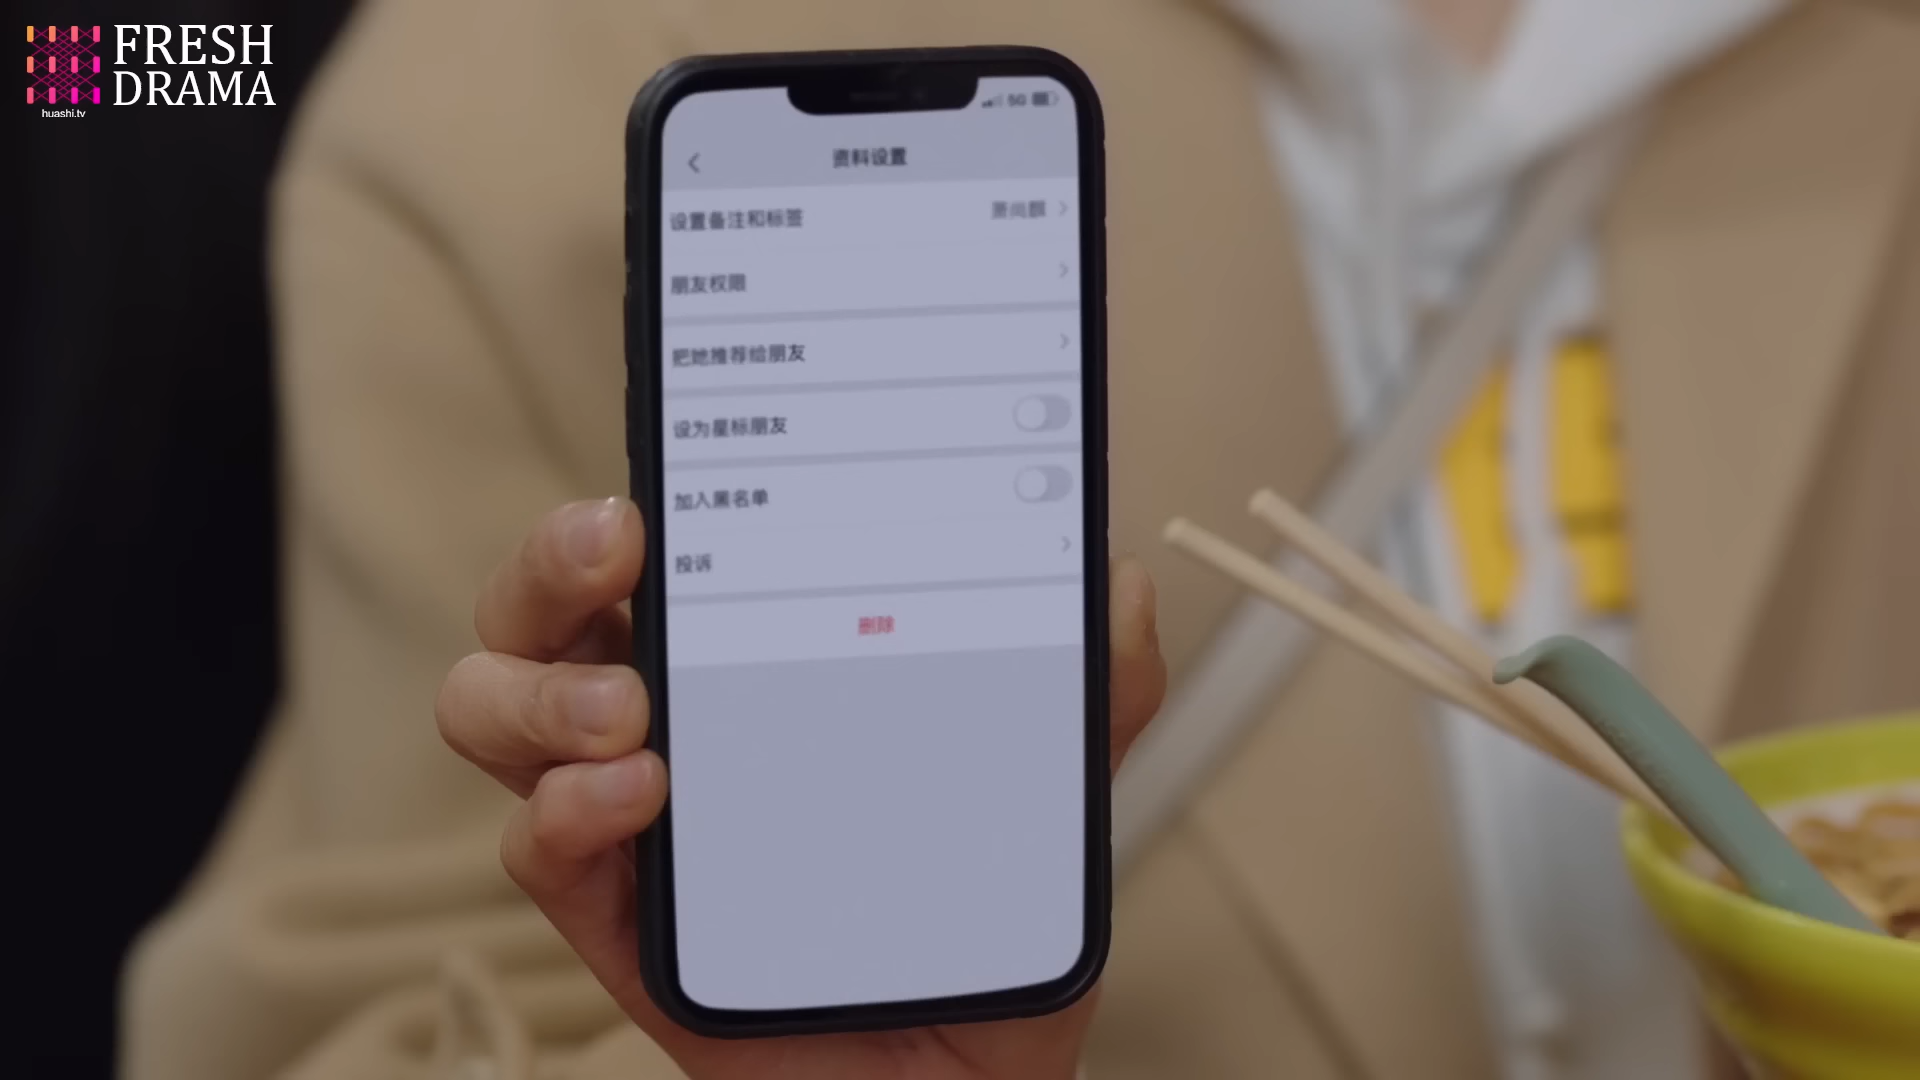 FRESH
DRAMA
huashi.tv
5G
资料设置
设置备注和标签
朋友权限
把她推荐给朋友
设为星标朋友
加入黑名单
投诉
删除